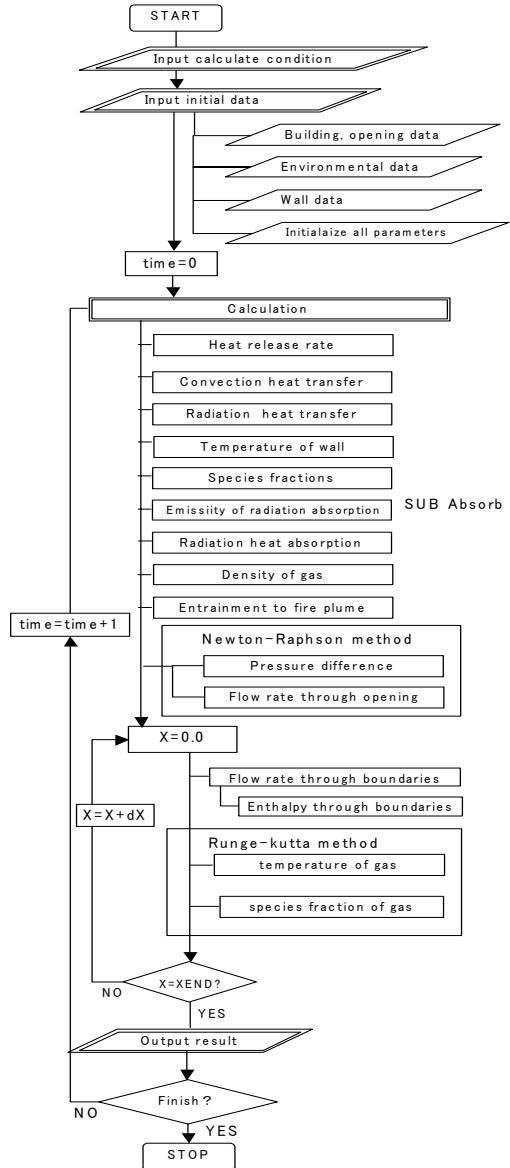 START
Input calculate condition
Input initial data
Building, opening data
Environmental data
Wall data
Initialaize all parameters
time=0
Calculation
Heat release rate
Convection heat transfer
Radiation heat transfer
Temperature of wall
Species fractions
Emissiity of radiation absorption
SUB Absorb
Radiation heat absorption
Density of gas
Entrainment to fire plume
time=time+1
Newton-Raphson method
Pressure difference
Flow rate through opening
X=0.0
Flow rate through boundaries
Enthalpy through boundaries
X=X+dX
Runge-kutta method
temperature of gas
species fraction of gas
X=XEND?
NO
YES
Output result
Finish?
NO
YES
STOP